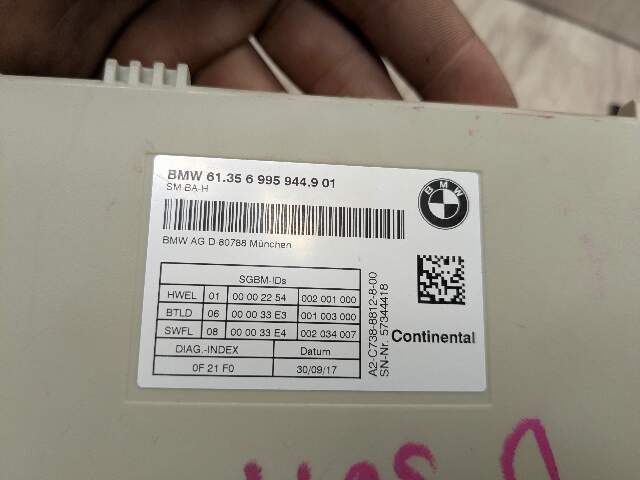 BMW 61.35 6 995 944.9 01
SM-BA-H
BMW AG D-80788 München
BMW
SGBM-IDs
HWEL 01 00 00 22 54 002 001 000
BTLD 06 00 00 33 E3 001 003 000
SWFL 08 00 00 33 E4 002 034 007
DIAG.-INDEX Datum
0F 21 F0 30/09/17
Continental
A2-C738-8812-8-00
SN-Nr. 57344418